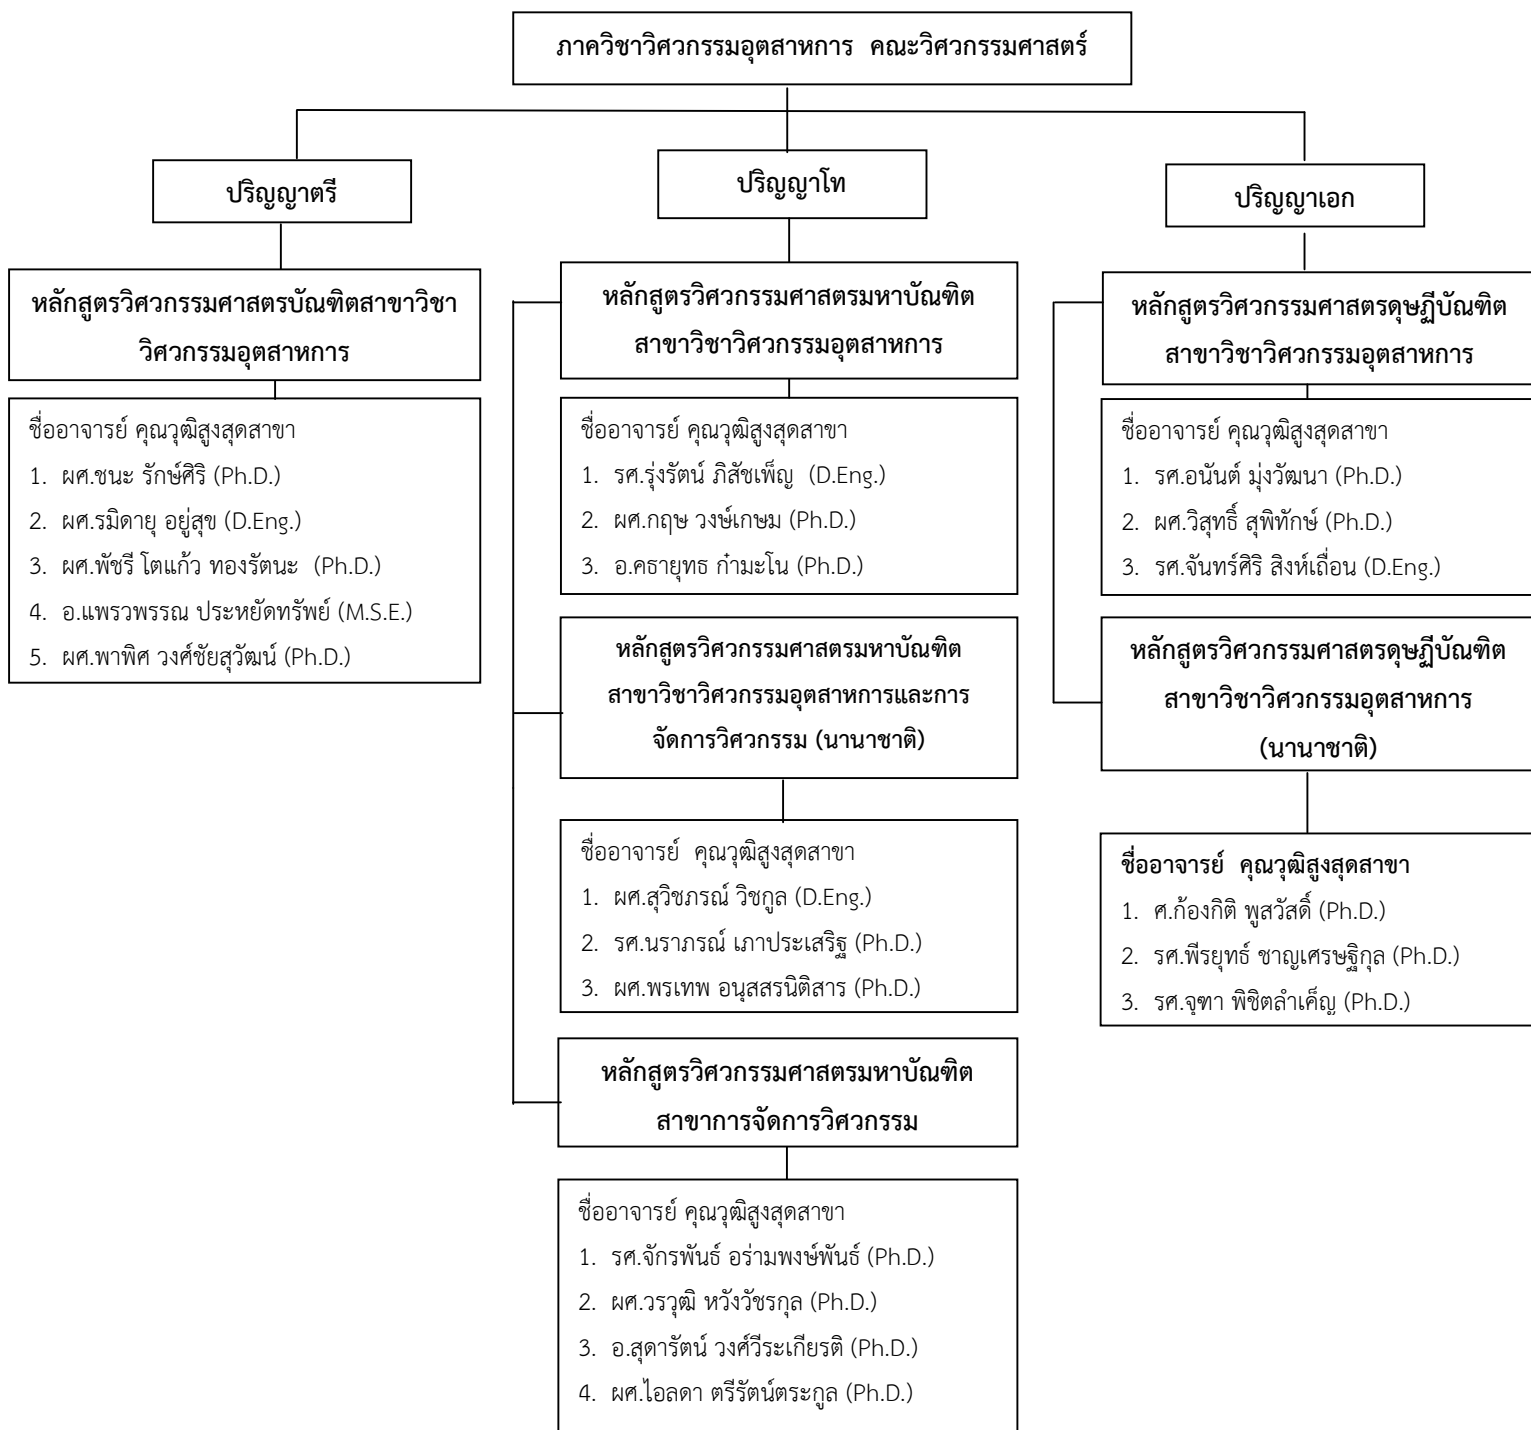 ภาควิชาวิศวกรรมอุตสาหการ คณะวิศวกรรมศาสตร์
ปริญญาตรี
หลักสูตรวิศวกรรมศาสตรบัณฑิตสาขาวิชา
วิศวกรรมอุตสาหการ
ชื่ออาจารย์ คุณวุฒิสูงสุดสาขา
1. ผศ.ชนะ รักษ์ศิริ (Ph.D.)
2. ผศ.รมิดายุ อยู่สุข (D.Eng.)
3. ผศ.พัชรี โตแก้ว ทองรัตนะ (Ph.D.)
4. อ.แพรวพรรณ ประหยัดทรัพย์ (M.S.E.)
5. ผศ.พาพิศ วงศ์ชัยสุวัฒน์ (Ph.D.)
ปริญญาโท
หลักสูตรวิศวกรรมศาสตรมหาบัณฑิต
สาขาวิชาวิศวกรรมอุตสาหการ
ชื่ออาจารย์ คุณวุฒิสูงสุดสาขา
1. รศ.รุ่งรัตน์ ภิสัชเพ็ญ (D.Eng.)
2. ผศ.กฤษ วงษ์เกษม (Ph.D.)
3. อ.คธายุทธ ก๋ามะโน (Ph.D.)
หลักสูตรวิศวกรรมศาสตรมหาบัณฑิต
สาขาวิชาวิศวกรรมอุตสาหการและการ
จัดการวิศวกรรม (นานาชาติ)
ชื่ออาจารย์ คุณวุฒิสูงสุดสาขา
1. ผศ.สุวิชภรณ์ วิชกูล (D.Eng.)
2. รศ.นราภรณ์ เภาประเสริฐ (Ph.D.)
3. ผศ.พรเทพ อนุสสรนิติสาร (Ph.D.)
หลักสูตรวิศวกรรมศาสตรมหาบัณฑิต
สาขาการจัดการวิศวกรรม
ชื่ออาจารย์ คุณวุฒิสูงสุดสาขา
1. รศ.จักรพันธ์ อร่ามพงษ์พันธ์ (Ph.D.)
2. ผศ.วรวุฒิ หวังวัชรกุล (Ph.D.)
3. อ.สุดารัตน์ วงศ์วีระเกียรติ (Ph.D.)
4. ผศ.ไอลดา ตรีรัตน์ตระกูล (Ph.D.)
ปริญญาเอก
หลักสูตรวิศวกรรมศาสตรดุษฎีบัณฑิต
สาขาวิชาวิศวกรรมอุตสาหการ
ชื่ออาจารย์ คุณวุฒิสูงสุดสาขา
1. รศ.อนันต์ มุ่งวัฒนา (Ph.D.)
2. ผศ.วิสุทธิ์ สุพิทักษ์ (Ph.D.)
3. รศ.จันทร์ศิริ สิงห์เถื่อน (D.Eng.)
หลักสูตรวิศวกรรมศาสตรดุษฎีบัณฑิต
สาขาวิชาวิศวกรรมอุตสาหการ
(นานาชาติ)
ชื่ออาจารย์ คุณวุฒิสูงสุดสาขา
1. ศ.ก้องกิติ พูสวัสดิ์ (Ph.D.)
2. รศ.พีรยุทธ์ ชาญเศรษฐิกุล (Ph.D.)
3. รศ.จุฑา พิชิตลำเค็ญ (Ph.D.)